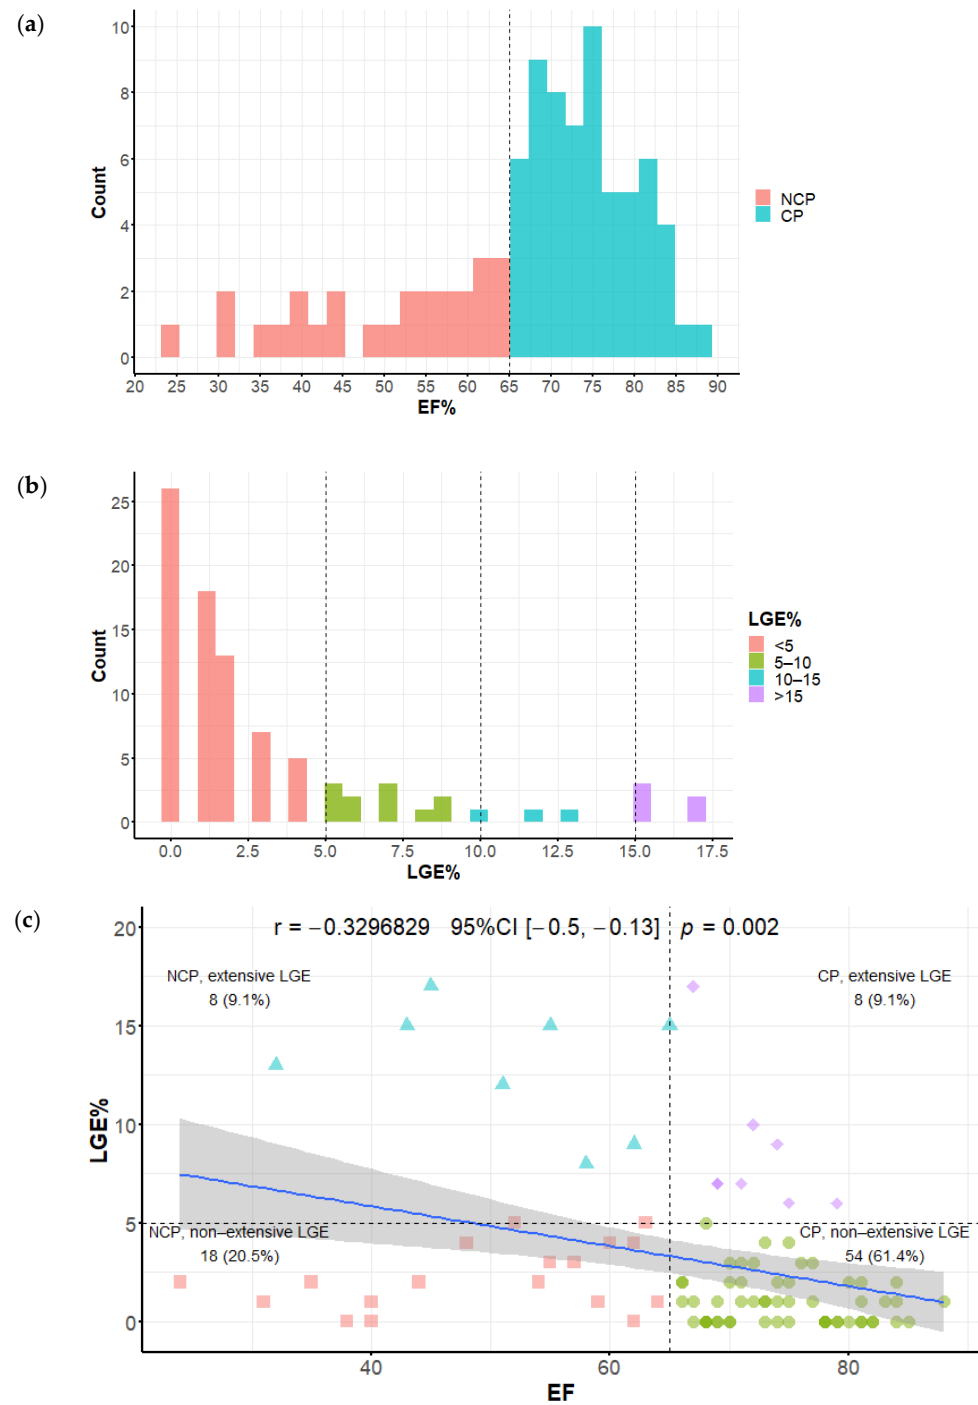 (a)
10
8
6
4
2
0
Count
20 25 30 35 40 45 50 55 60 65 70 75 80 85 90
EF%
NCP
CP
(b)
25
20
15
10
5
0
Count
0.0 2.5 5.0 7.5 10.0 12.5 15.0 17.5
LGE%
LGE%
<5
5–10
10–15
>15
(c)
r = −0.3296829 95%CI [−0.5, −0.13] p = 0.002
NCP, extensive LGE
8 (9.1%)
CP, extensive LGE
8 (9.1%)
NCP, non–extensive LGE
18 (20.5%)
CP, non–extensive LGE
54 (61.4%)
20
15
10
5
0
LGE%
40 60 80
EF